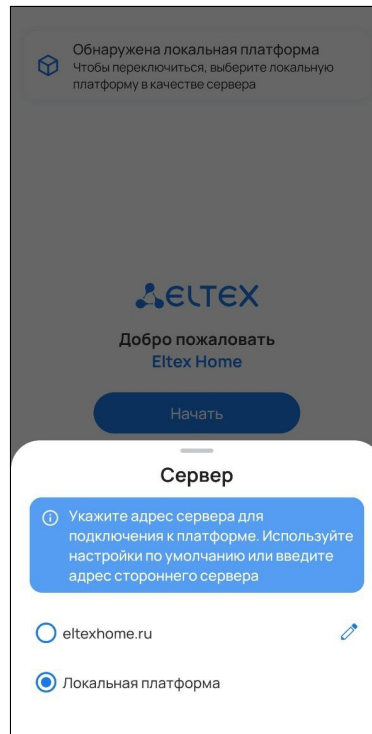 Обнаружена локальная платформа
Чтобы переключиться, выберите локальную
платформу в качестве сервера
ELTEX
Добро пожаловать
Eltex Home
Начать
Сервер
Укажите адрес сервера для
подключения к платформе. Используйте
настройки по умолчанию или введите
адрес стороннего сервера
eltexhome.ru
Локальная платформа